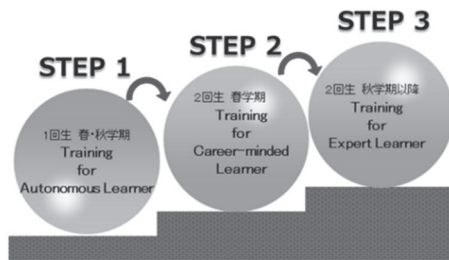 STEP 1
1回生 春・秋学期
Training
for
Autonomous Learner
STEP 2
2回生 春学期
Training
for
Career-minded
Learner
STEP 3
2回生 秋学期以降
Training
for
Expert Learner